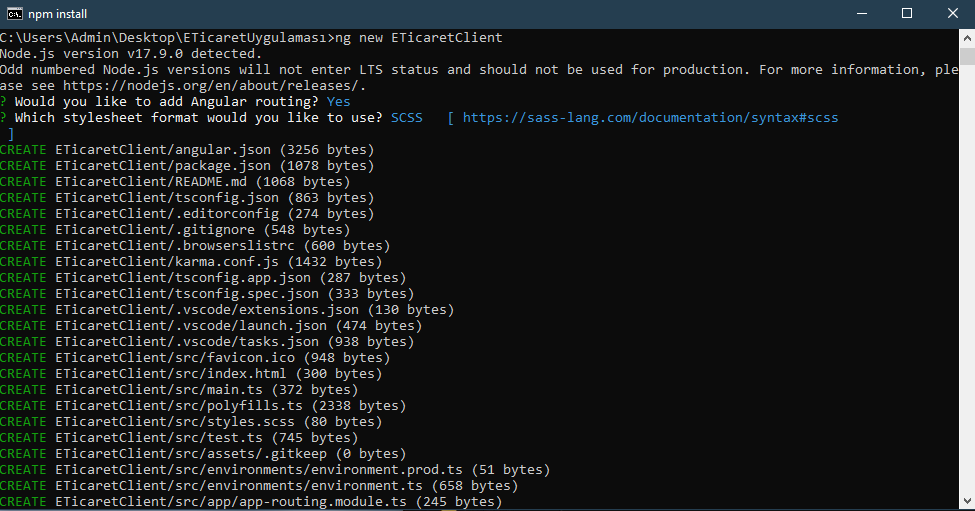 npm install
C:\Users\Admin\Desktop\ETicaretUygulaması>ng new ETicaretClient
Node.js version v17.9.0 detected.
Odd numbered Node.js versions will not enter LTS status and should not be used for production. For more information, ple
ase see https://nodejs.org/en/about/releases/.
? Would you like to add Angular routing? Yes
? Which stylesheet format would you like to use? SCSS   [ https://sass-lang.com/documentation/syntax#scss
 ]
CREATE ETicaretClient/angular.json (3256 bytes)
CREATE ETicaretClient/package.json (1078 bytes)
CREATE ETicaretClient/README.md (1068 bytes)
CREATE ETicaretClient/tsconfig.json (863 bytes)
CREATE ETicaretClient/.editorconfig (274 bytes)
CREATE ETicaretClient/.gitignore (548 bytes)
CREATE ETicaretClient/.browserslistrc (600 bytes)
CREATE ETicaretClient/karma.conf.js (1432 bytes)
CREATE ETicaretClient/tsconfig.app.json (287 bytes)
CREATE ETicaretClient/tsconfig.spec.json (333 bytes)
CREATE ETicaretClient/.vscode/extensions.json (130 bytes)
CREATE ETicaretClient/.vscode/launch.json (474 bytes)
CREATE ETicaretClient/.vscode/tasks.json (938 bytes)
CREATE ETicaretClient/src/favicon.ico (948 bytes)
CREATE ETicaretClient/src/index.html (300 bytes)
CREATE ETicaretClient/src/main.ts (372 bytes)
CREATE ETicaretClient/src/polyfills.ts (2338 bytes)
CREATE ETicaretClient/src/styles.scss (80 bytes)
CREATE ETicaretClient/src/test.ts (745 bytes)
CREATE ETicaretClient/src/assets/.gitkeep (0 bytes)
CREATE ETicaretClient/src/environments/environment.prod.ts (51 bytes)
CREATE ETicaretClient/src/environments/environment.ts (658 bytes)
CREATE ETicaretClient/src/app/app-routing.module.ts (245 bytes)